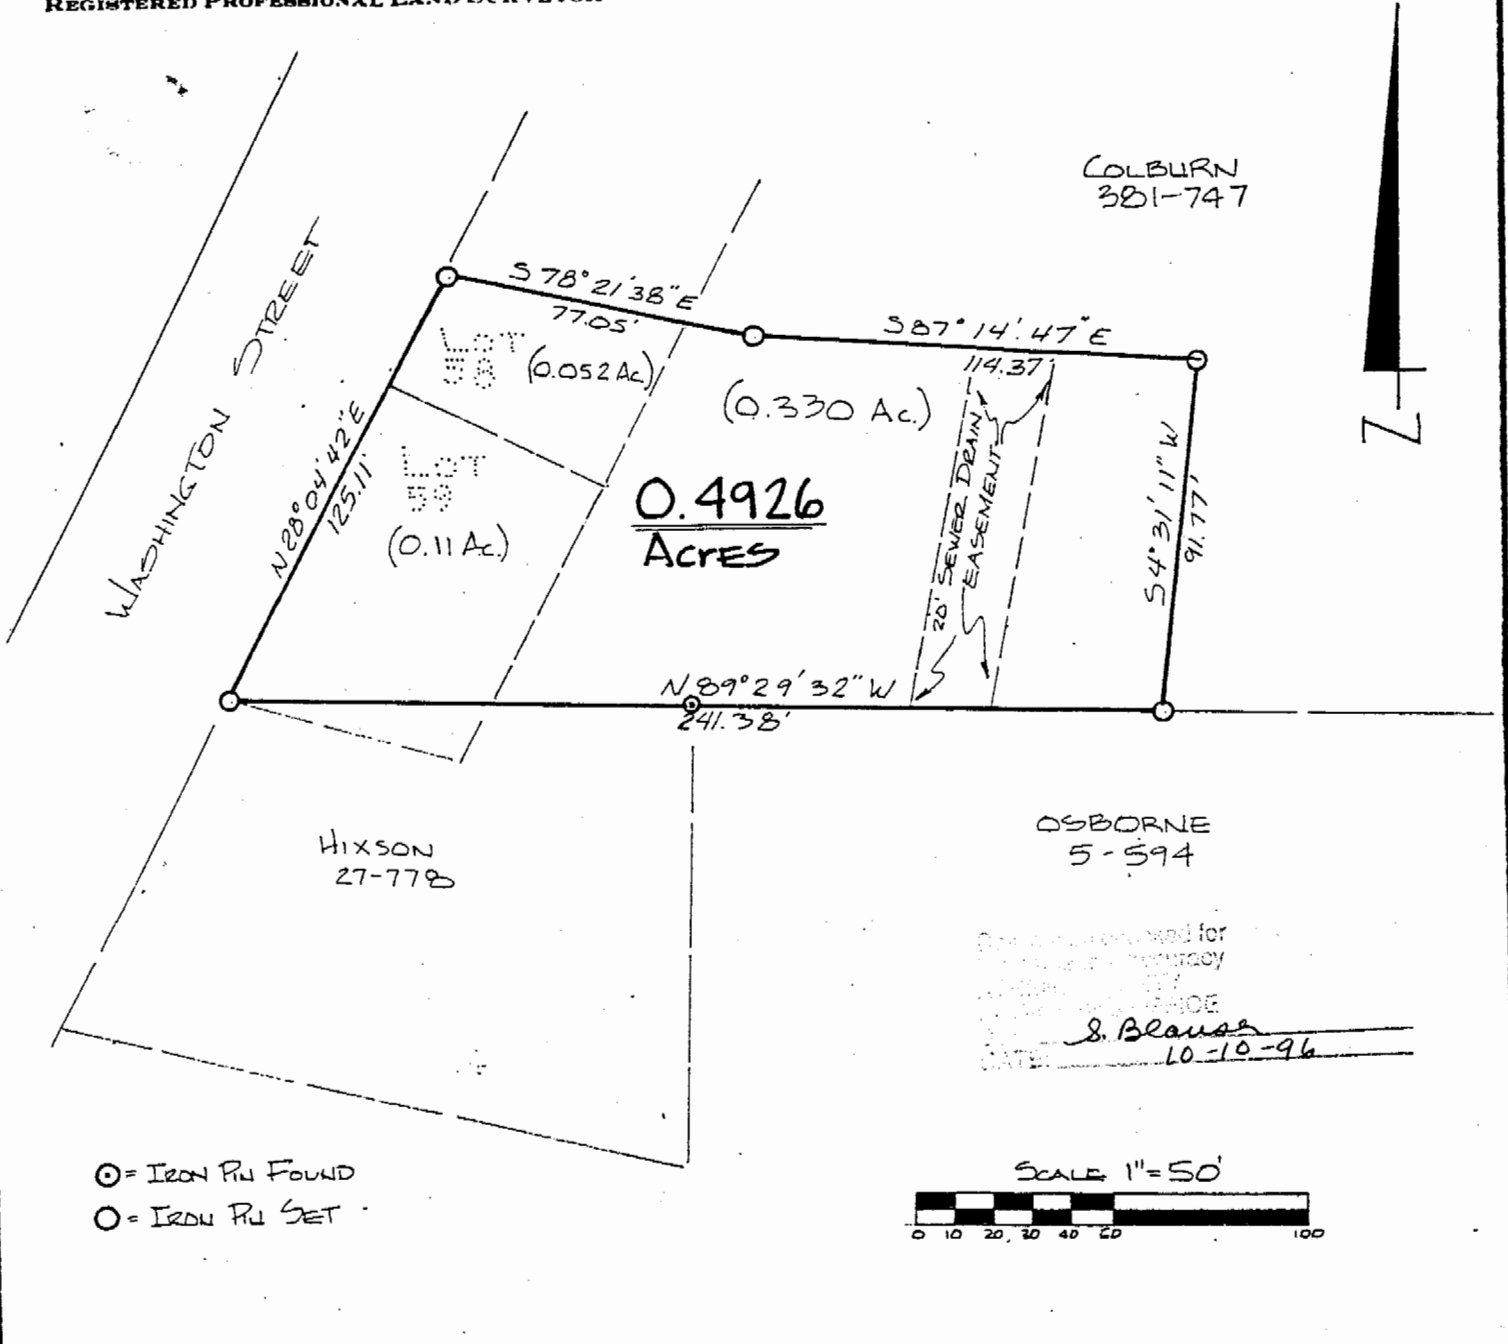 REGISTERED PROFESSIONAL LAND SURVEYOR
COLBURN
381-747
WASHINGTON STREET
S 78° 21' 38" E
77.05'
S 87° 14' 47" E
114.37'
LOT
58
(0.052 Ac.)
(0.330 Ac.)
N 28° 04' 42" E
125.11'
LOT
59
(0.11 Ac.)
0.4926
ACRES
20' SEWER DRAIN
EASEMENT
S 4° 31' 11" W
91.77'
N
N 89° 29' 32" W
241.38'
HIXSON
27-778
OSBORNE
5-594
for
S. Blauser
DATE: 10-10-96
⊙ = IRON PIN FOUND
○ = IRON PIN SET
SCALE 1"=50'
0 10 20 30 40 50 100